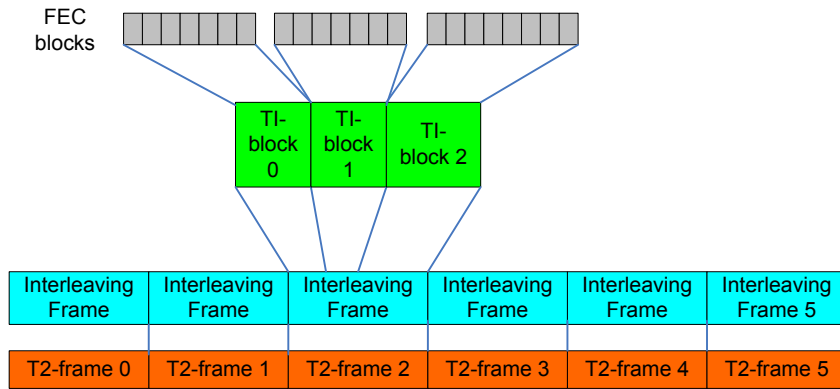 FEC
blocks
TI-
block
0
TI-
block
1
TI-
block 2
Interleaving
Frame
Interleaving
Frame
Interleaving
Frame
Interleaving
Frame
Interleaving
Frame
Interleaving
Frame 5
T2-frame 0
T2-frame 1
T2-frame 2
T2-frame 3
T2-frame 4
T2-frame 5